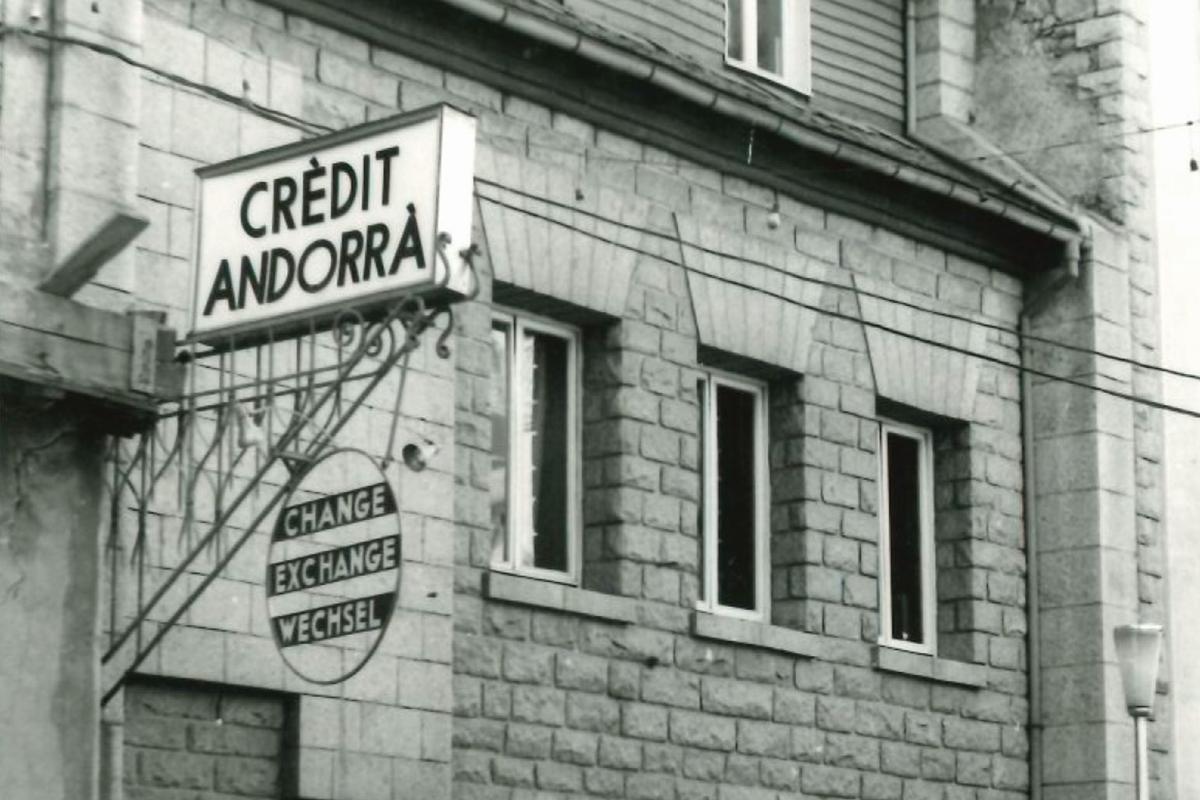 CRÈDIT
ANDORRÀ
CHANGE
EXCHANGE
WECHSEL